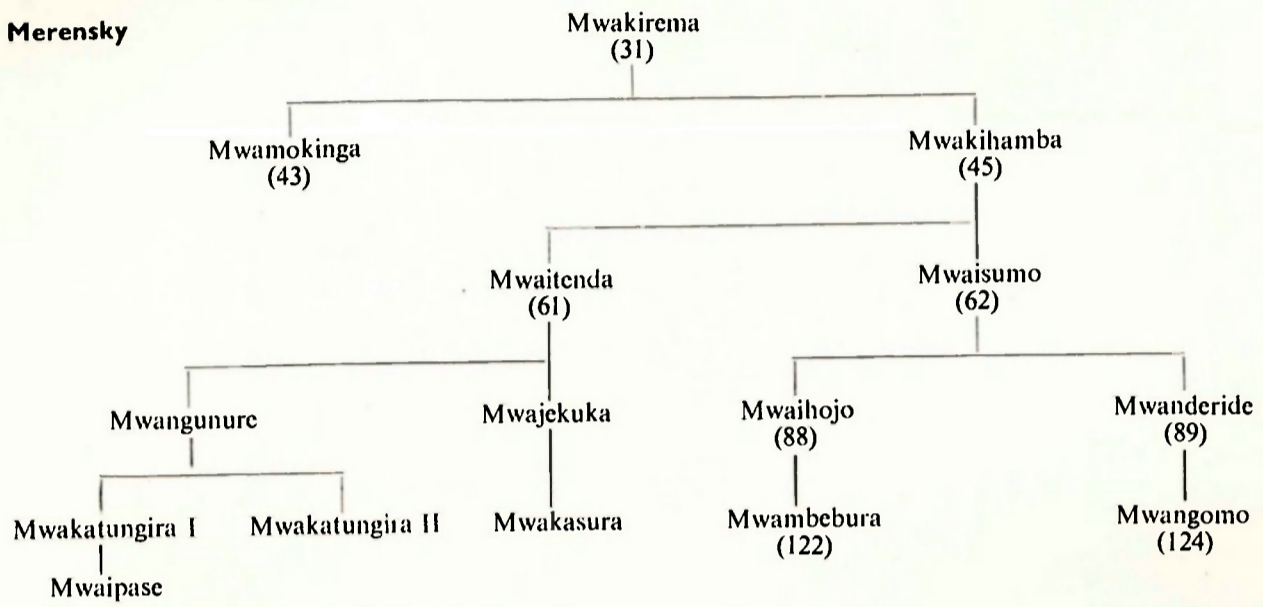 Merensky
Mwakirema
(31)
Mwamokinga
(43)
Mwakihamba
(45)
Mwaitenda
(61)
Mwaisumo
(62)
Mwangunure
Mwajekuka
Mwaihojo
(88)
Mwanderide
(89)
Mwakatungira I
Mwakatungira II
Mwakasura
Mwambebura
(122)
Mwangomo
(124)
Mwaipase